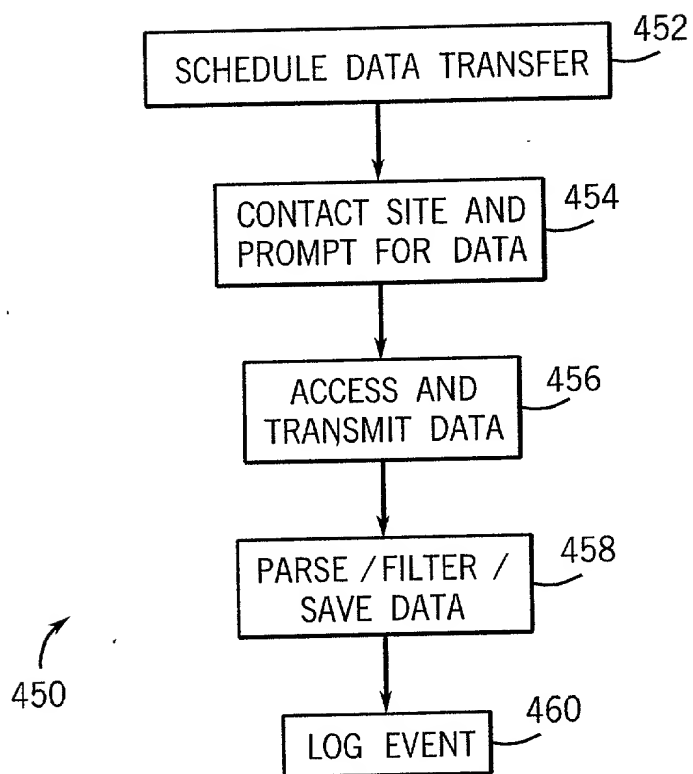 452
SCHEDULE DATA TRANSFER
454
CONTACT SITE AND
PROMPT FOR DATA
456
ACCESS AND
TRANSMIT DATA
458
PARSE / FILTER /
SAVE DATA
450
460
LOG EVENT